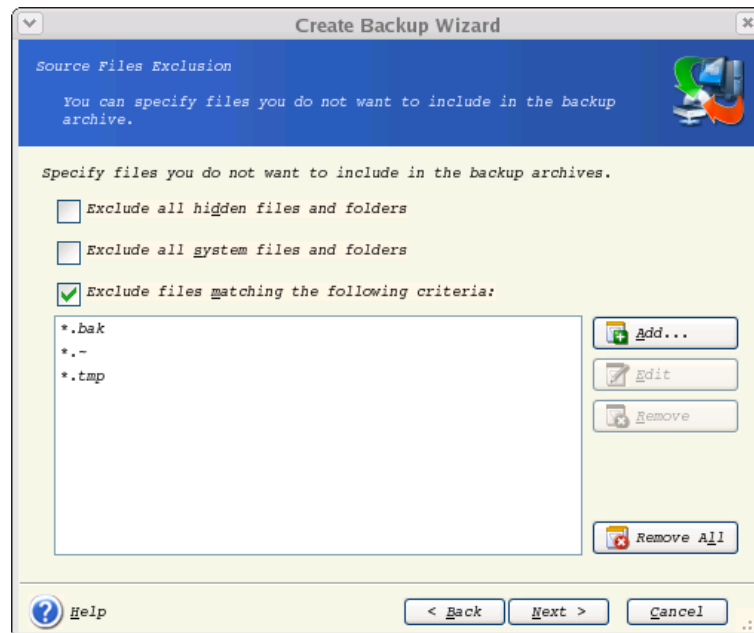 Create Backup Wizard
Source Files Exclusion
You can specify files you do not want to include in the backup
archive.
Specify files you do not want to include in the backup archives.
Exclude all hidden files and folders
Exclude all system files and folders
Exclude files matching the following criteria:
*.bak
*.~
*.tmp
Add...
Edit
Remove
Remove All
Help
< Back
Next >
Cancel